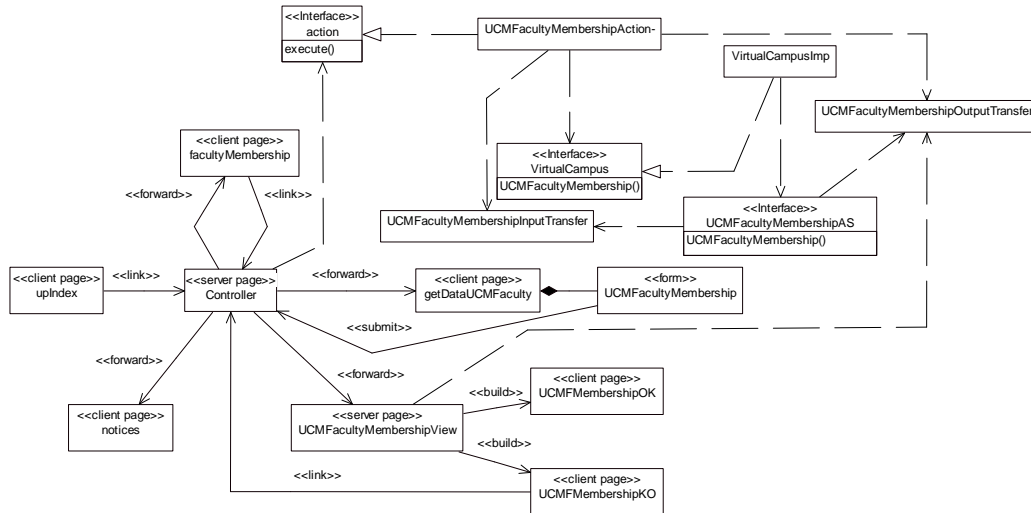 <<Interface>>
action
execute()
UCMFacultyMembershipAction-
VirtualCampusImp
UCMFacultyMembershipOutputTransfer
<<client page>>
facultyMembership
<<Interface>>
VirtualCampus
UCMFacultyMembership()
<<forward>>
<<link>>
UCMFacultyMembershipInputTransfer
<<Interface>>
UCMFacultyMembershipAS
UCMFacultyMembership()
<<client page>>
upIndex
<<link>>
<<server page>>
Controller
<<forward>>
<<client page>>
getDataUCMFaculty
<<form>>
UCMFacultyMembership
<<submit>>
<<forward>>
<<forward>>
<<client page>>
notices
<<server page>>
UCMFacultyMembershipView
<<build>>
<<client page>>
UCMFMembershipOK
<<build>>
<<link>>
<<client page>>
UCMFMembershipKO